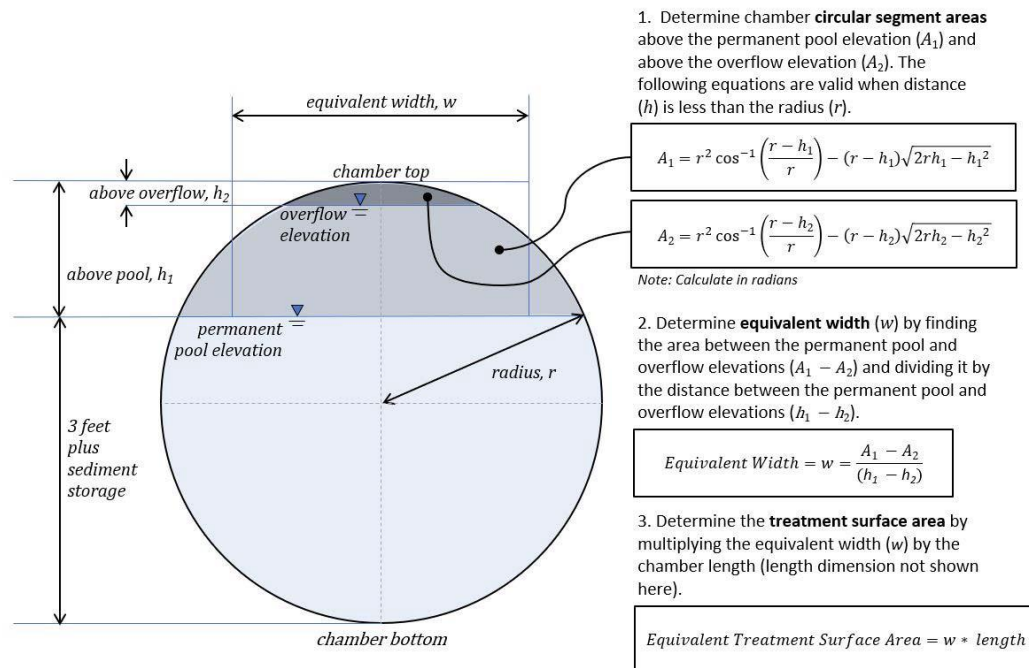 equivalent width, w
chamber top
above overflow, h₂
overflow
elevation
above pool, h₁
permanent
pool elevation
radius, r
3 feet
plus
sediment
storage
chamber bottom
1. Determine chamber circular segment areas
above the permanent pool elevation (A₁) and
above the overflow elevation (A₂). The
following equations are valid when distance
(h) is less than the radius (r).
A₁ = r² cos⁻¹((r − h₁)/r) − (r − h₁)√(2rh₁ − h₁²)
A₂ = r² cos⁻¹((r − h₂)/r) − (r − h₂)√(2rh₂ − h₂²)
Note: Calculate in radians
2. Determine equivalent width (w) by finding
the area between the permanent pool and
overflow elevations (A₁ − A₂) and dividing it by
the distance between the permanent pool and
overflow elevations (h₁ − h₂).
Equivalent Width = w = (A₁ − A₂)/(h₁ − h₂)
3. Determine the treatment surface area by
multiplying the equivalent width (w) by the
chamber length (length dimension not shown
here).
Equivalent Treatment Surface Area = w * length